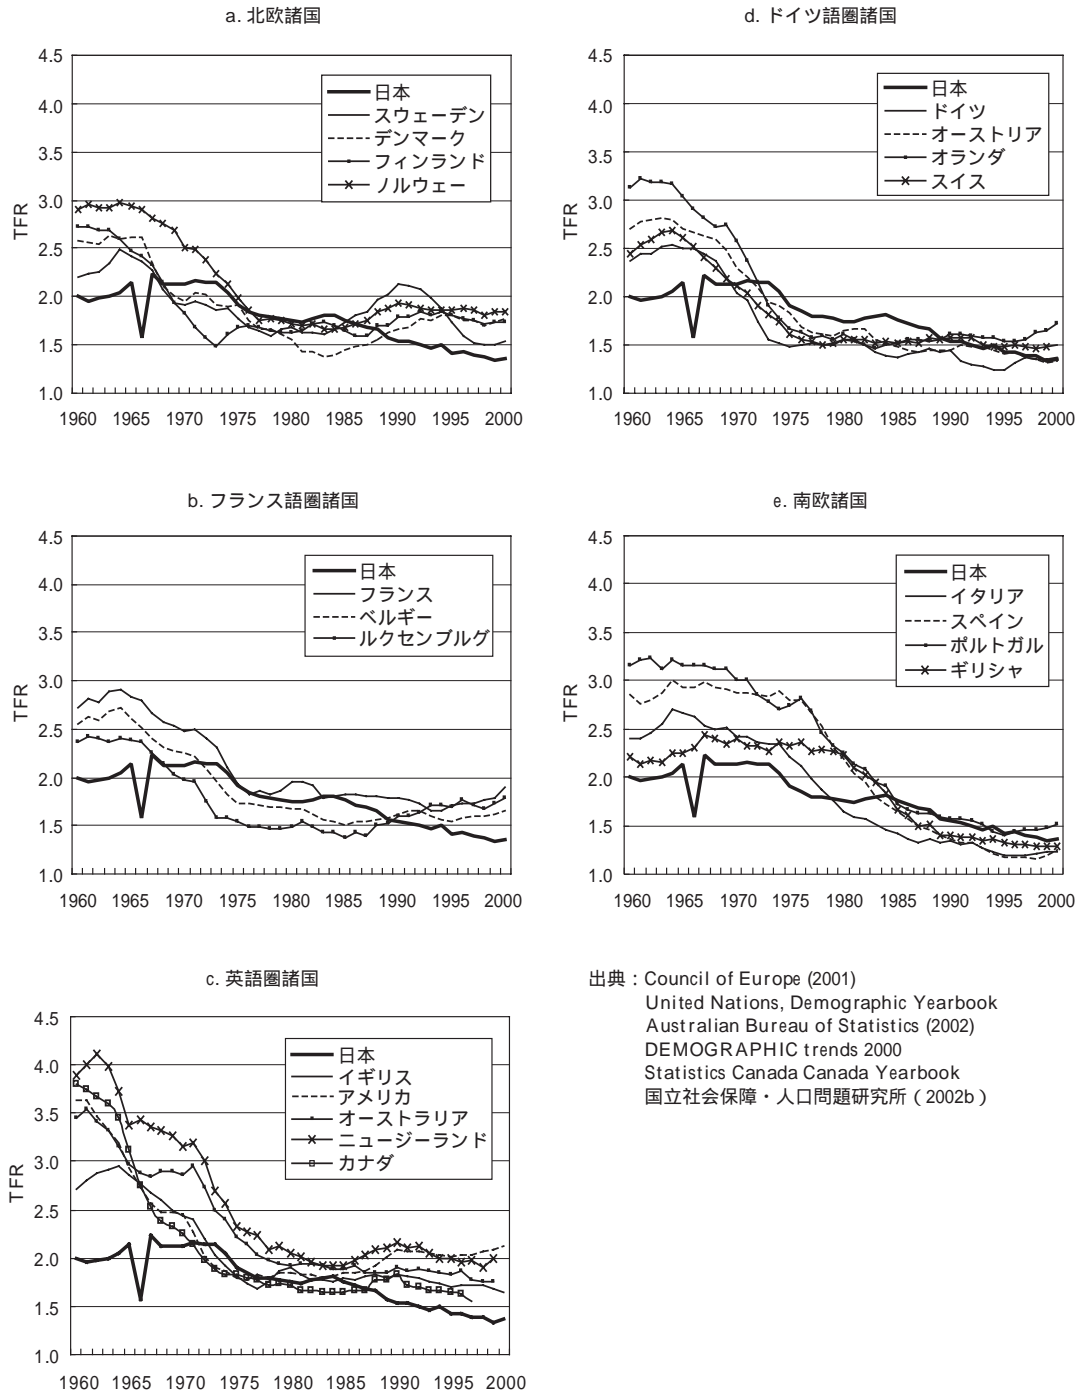 a. 北欧諸国
4.5
4.0
3.5
3.0
2.5
2.0
1.5
1.0
TFR
日本
スウェーデン
デンマーク
フィンランド
ノルウェー
1960 1965 1970 1975 1980 1985 1990 1995 2000
d. ドイツ語圏諸国
4.5
4.0
3.5
3.0
2.5
2.0
1.5
1.0
TFR
日本
ドイツ
オーストリア
オランダ
スイス
1960 1965 1970 1975 1980 1985 1990 1995 2000
b. フランス語圏諸国
4.5
4.0
3.5
3.0
2.5
2.0
1.5
1.0
TFR
日本
フランス
ベルギー
ルクセンブルグ
1960 1965 1970 1975 1980 1985 1990 1995 2000
e. 南欧諸国
4.5
4.0
3.5
3.0
2.5
2.0
1.5
1.0
TFR
日本
イタリア
スペイン
ポルトガル
ギリシャ
1960 1965 1970 1975 1980 1985 1990 1995 2000
c. 英語圏諸国
4.5
4.0
3.5
3.0
2.5
2.0
1.5
1.0
TFR
日本
イギリス
アメリカ
オーストラリア
ニュージーランド
カナダ
1960 1965 1970 1975 1980 1985 1990 1995 2000
出典：Council of Europe (2001)
United Nations, Demographic Yearbook
Australian Bureau of Statistics (2002)
DEMOGRAPHIC trends 2000
Statistics Canada Canada Yearbook
国立社会保障・人口問題研究所（2002b）